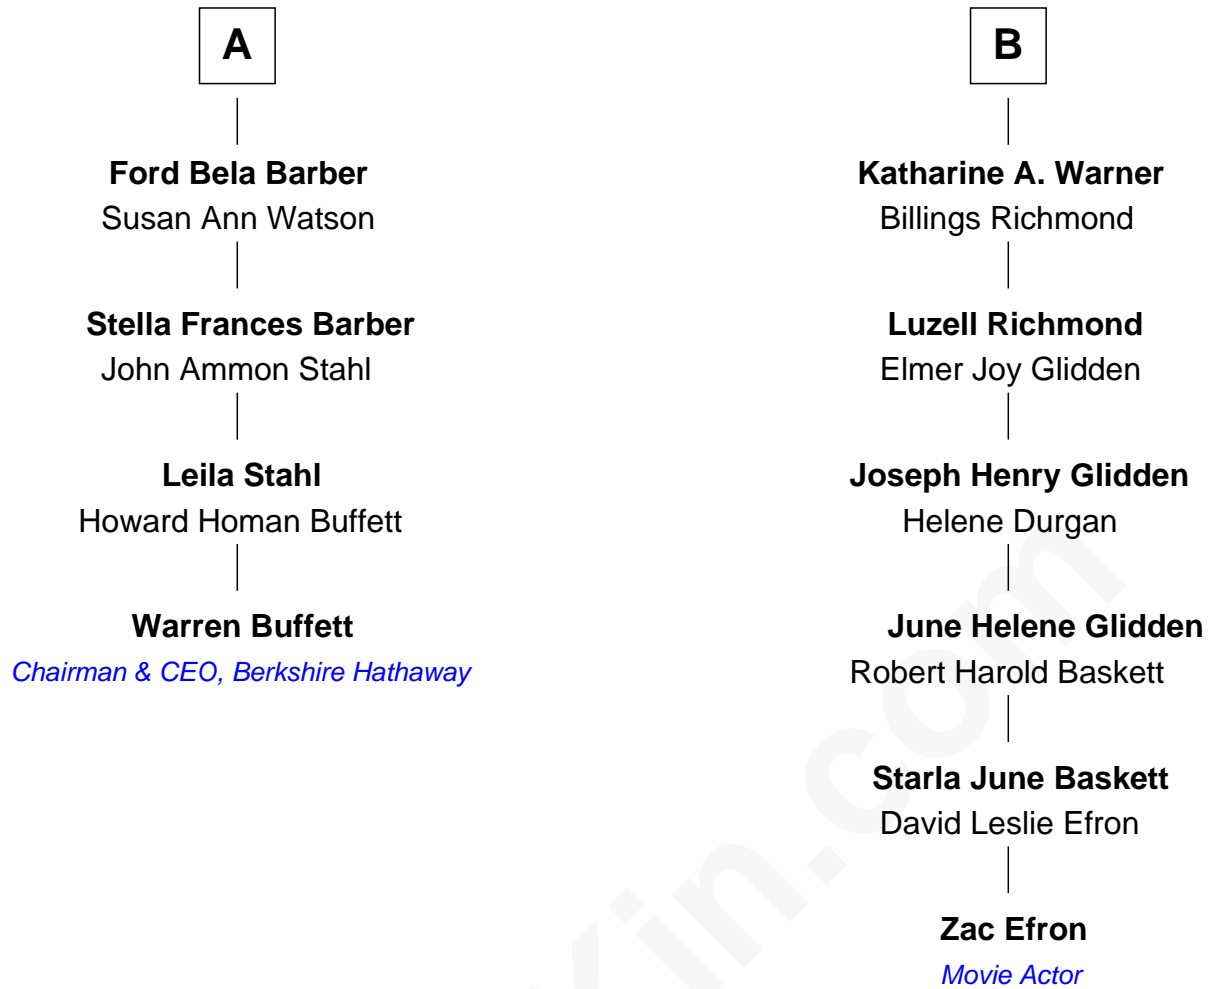 A
Ford Bela Barber
Susan Ann Watson
Stella Frances Barber
John Ammon Stahl
Leila Stahl
Howard Homan Buffett
Warren Buffett
Chairman & CEO, Berkshire Hathaway
B
Katharine A. Warner
Billings Richmond
Luzell Richmond
Elmer Joy Glidden
Joseph Henry Glidden
Helene Durgan
June Helene Glidden
Robert Harold Baskett
Starla June Baskett
David Leslie Efron
Zac Efron
Movie Actor
Kin.com